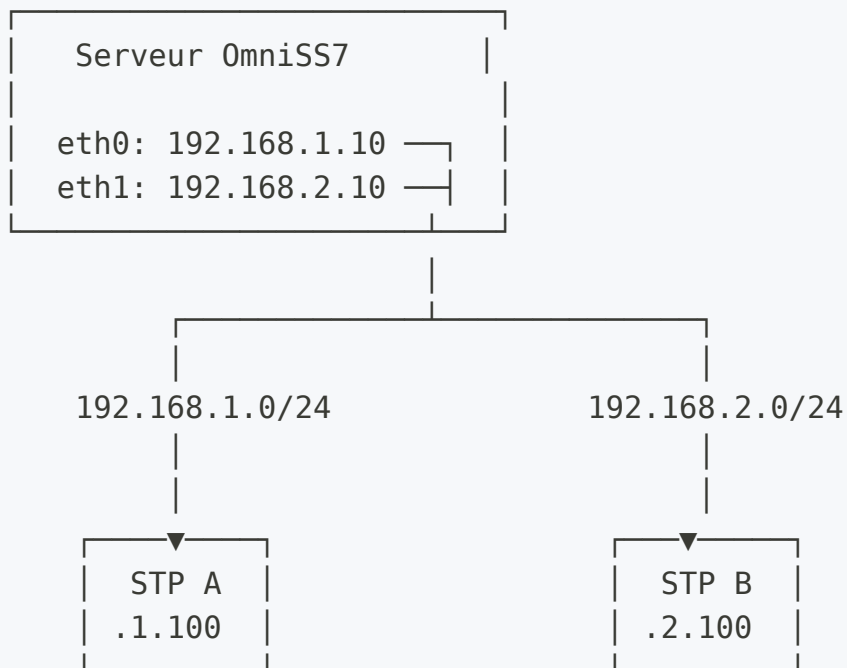 Serveur OmniSS7
eth0: 192.168.1.10
eth1: 192.168.2.10
192.168.1.0/24 192.168.2.0/24
STP A STP B
.1.100 .2.100